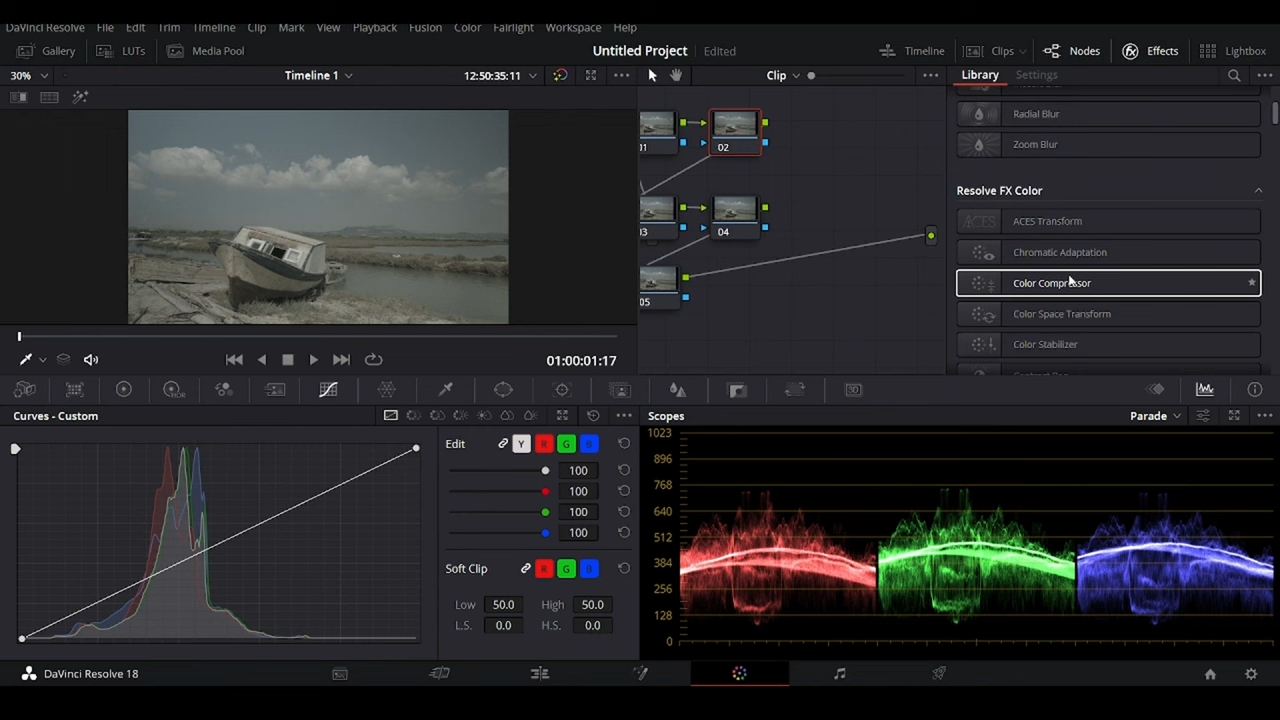 DaVinci Resolve File Edit Trim Timeline Clip Mark View Playback Fusion Color Fairlight Workspace Help
Gallery LUTs Media Pool Untitled Project Edited Timeline Clips Nodes Effects Lightbox
30% Timeline 1 12:50:35:11 Clip Library Settings
Radial Blur
Zoom Blur
Resolve FX Color
ACES ACES Transform
Chromatic Adaptation
Color Compressor
Color Space Transform
Color Stabilizer
01 02
03 04
05
01:00:01:17
HDR
3D
Curves - Custom
Edit Y R G B
100
100
100
100
Soft Clip R G B
Low 50.0 High 50.0
L.S. 0.0 H.S. 0.0
Scopes Parade
1023
896
768
640
512
384
256
128
0
DaVinci Resolve 18